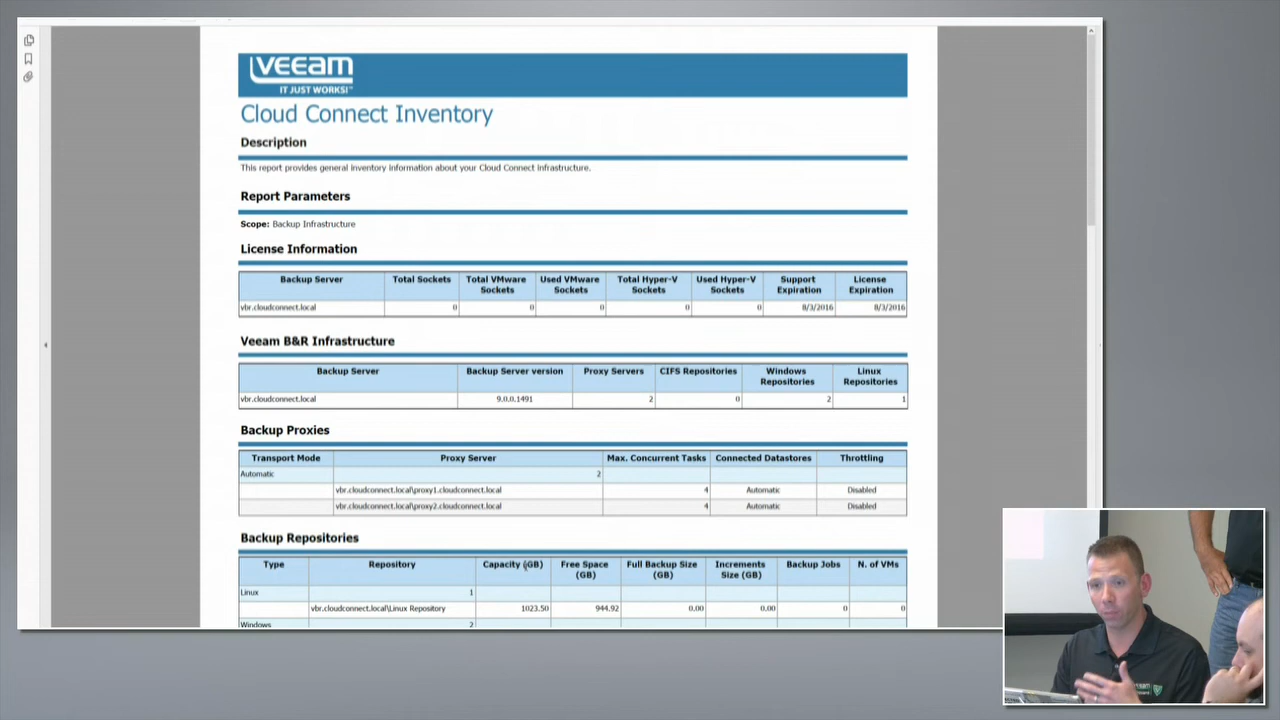 veeam
IT JUST WORKS!™
Cloud Connect Inventory
Description
This report provides general inventory information about your Cloud Connect infrastructure.
Report Parameters
Scope: Backup Infrastructure
License Information
Backup Server Total Sockets Total VMware Sockets Used VMware Sockets Total Hyper-V Sockets Used Hyper-V Sockets Support Expiration License Expiration
vbr.cloudconnect.local 0 0 0 0 0 8/3/2016 8/3/2016
Veeam B&R Infrastructure
Backup Server Backup Server version Proxy Servers CIFS Repositories Windows Repositories Linux Repositories
vbr.cloudconnect.local 9.0.0.1491 2 0 2 1
Backup Proxies
Transport Mode Proxy Server Max. Concurrent Tasks Connected Datastores Throttling
Automatic 2
vbr.cloudconnect.local\proxy1.cloudconnect.local 4 Automatic Disabled
vbr.cloudconnect.local\proxy2.cloudconnect.local 4 Automatic Disabled
Backup Repositories
Type Repository Capacity (GB) Free Space (GB) Full Backup Size (GB) Increments Size (GB) Backup Jobs N. of VMs
Linux 1
vbr.cloudconnect.local\Linux Repository 1023.50 944.92 0.00 0.00 0 0
Windows 2